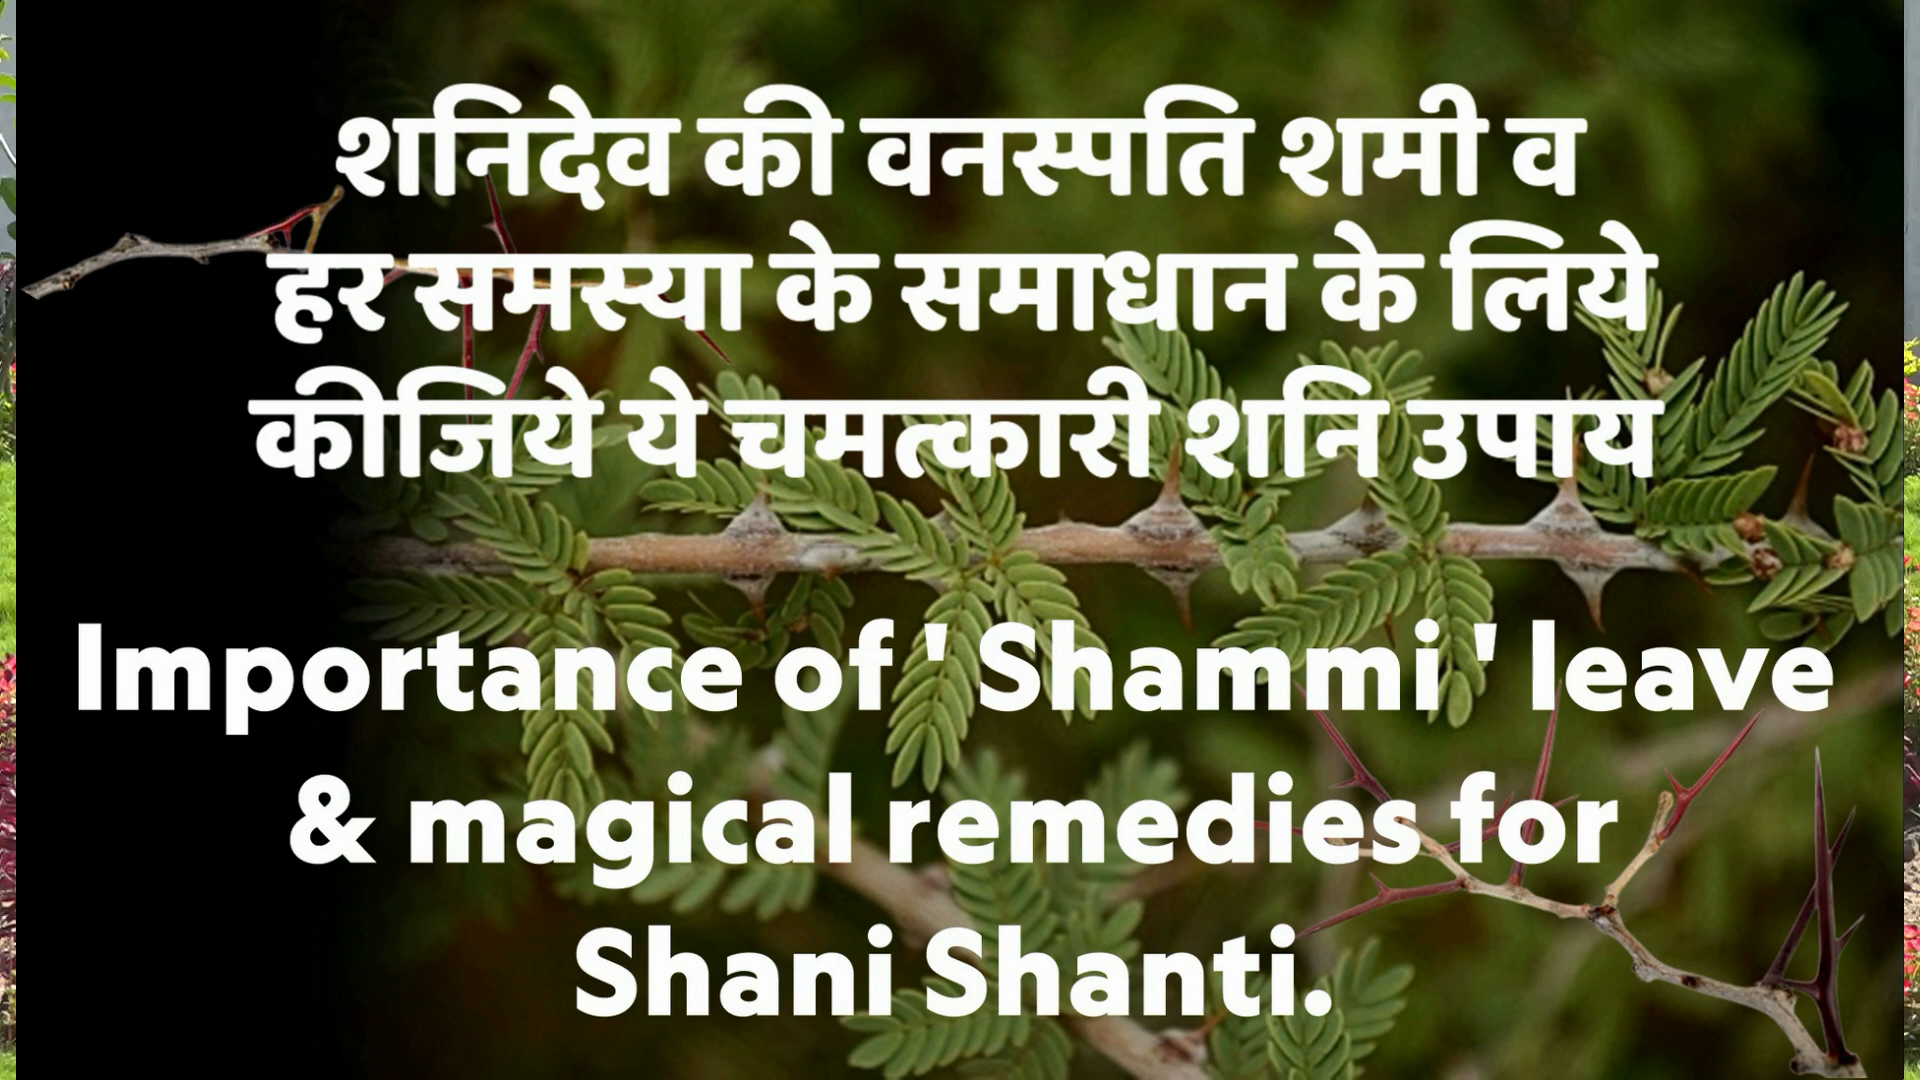 शनिदेव की वनस्पति शमी व
हर समस्या के समाधान के लिये
कीजिये ये चमत्कारी शनि उपाय
Importance of ' Shammi ' leave
& magical remedies for
Shani Shanti.